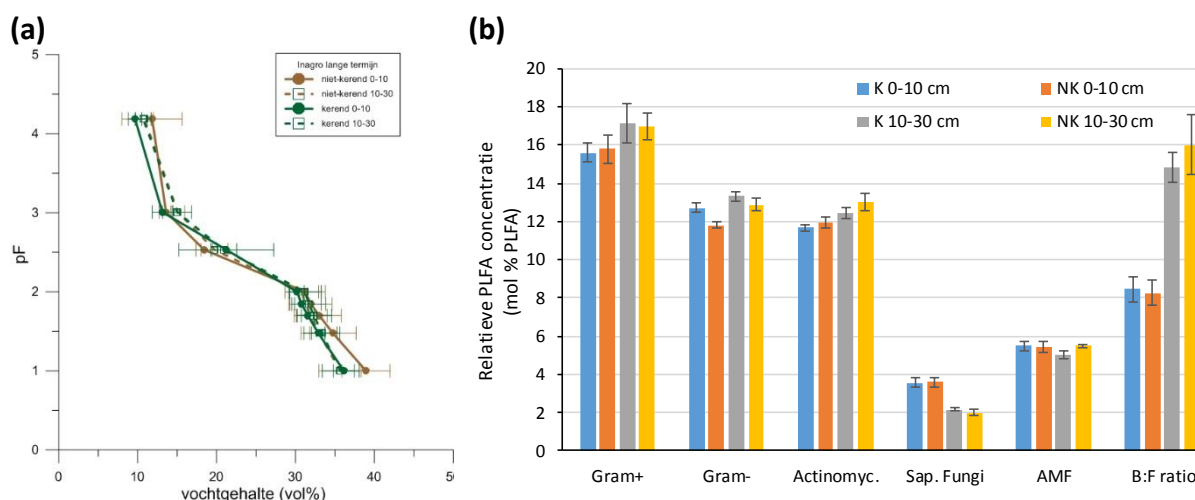 (a)
5
4
3
2
1
0
pF
0
10
20
30
40
vochtgehalte (vol%)
Inagro lange termijn
niet-kerend 0-10
niet-kerend 10-30
kerend 0-10
kerend 10-30
(b)
20
18
16
14
12
10
8
6
4
2
0
Relatieve PLFA concentratie
(mol % PLFA)
K 0-10 cm
NK 0-10 cm
K 10-30 cm
NK 10-30 cm
Gram+
Gram-
Actinomyc.
Sap. Fungi
AMF
B:F ratio